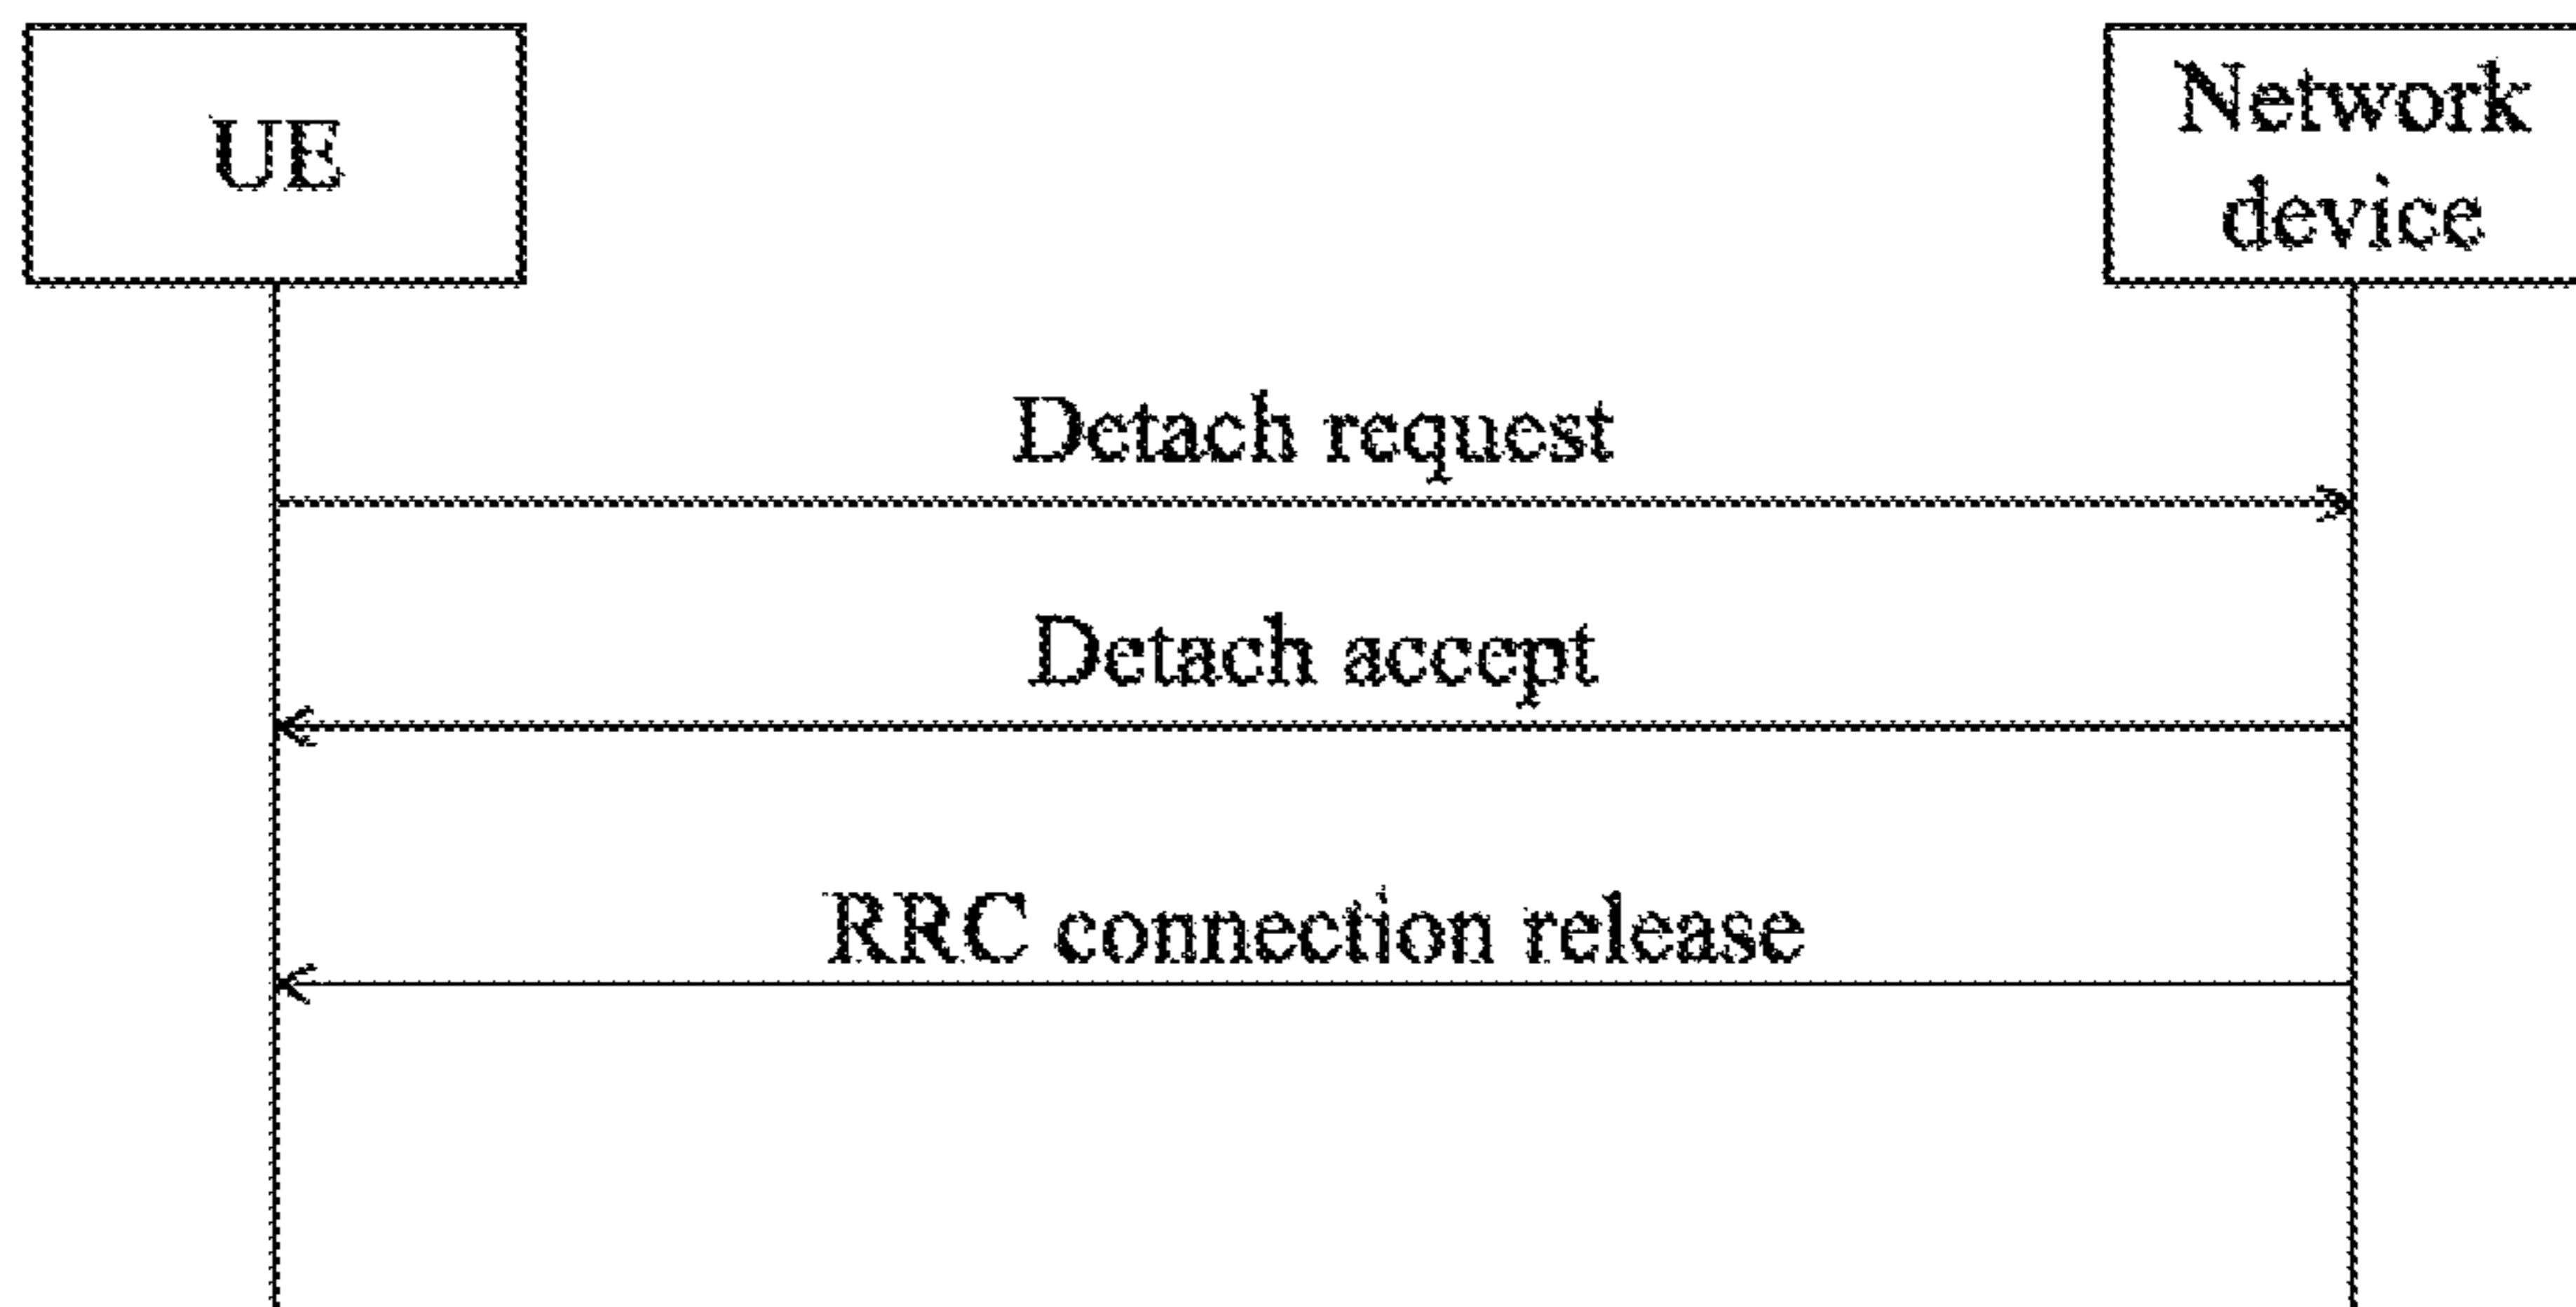 UE
Network
device
Detach request
Detach accept
RRC connection release